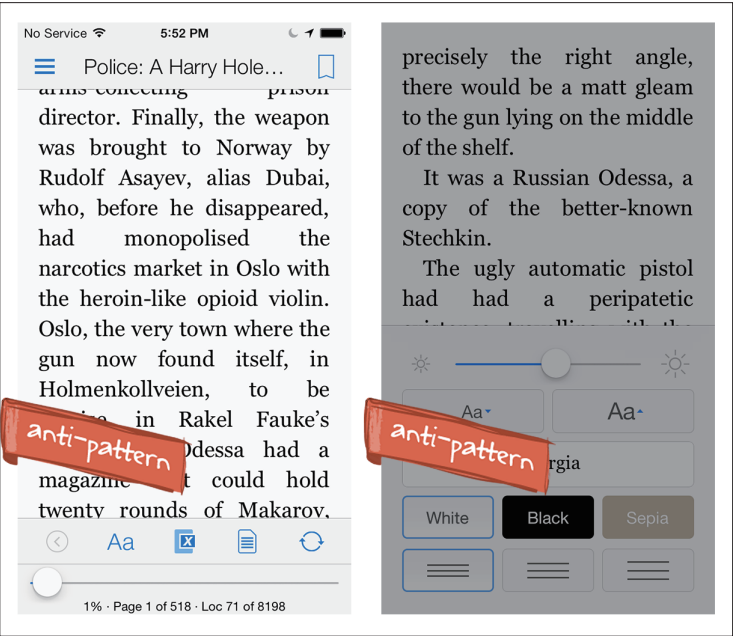 No Service 5:52 PM
Police: A Harry Hole...
arms-collecting prison
director. Finally, the weapon
was brought to Norway by
Rudolf Asayev, alias Dubai,
who, before he disappeared,
had monopolised the
narcotics market in Oslo with
the heroin-like opioid violin.
Oslo, the very town where the
gun now found itself, in
Holmenkollveien, to be
in Rakel Fauke's
anti-pattern
Odessa had a
magazine could hold
twenty rounds of Makarov,
Aa X
1% · Page 1 of 518 · Loc 71 of 8198
precisely the right angle,
there would be a matt gleam
to the gun lying on the middle
of the shelf.
It was a Russian Odessa, a
copy of the better-known
Stechkin.
The ugly automatic pistol
had had a peripatetic
Aa Aa
anti-pattern
rgia
White Black Sepia